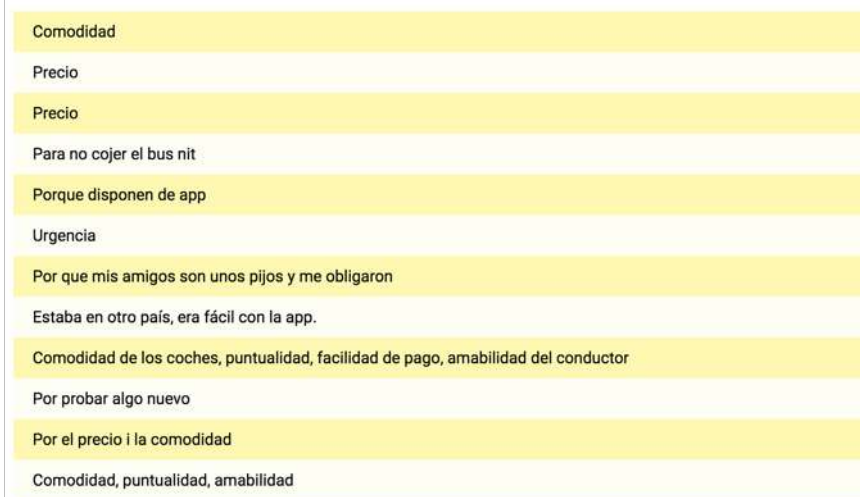 Comodidad
Precio
Precio
Para no cojer el bus nit
Porque disponen de app
Urgencia
Por que mis amigos son unos pijos y me obligaron
Estaba en otro país, era fácil con la app.
Comodidad de los coches, puntualidad, facilidad de pago, amabilidad del conductor
Por probar algo nuevo
Por el precio i la comodidad
Comodidad, puntualidad, amabilidad